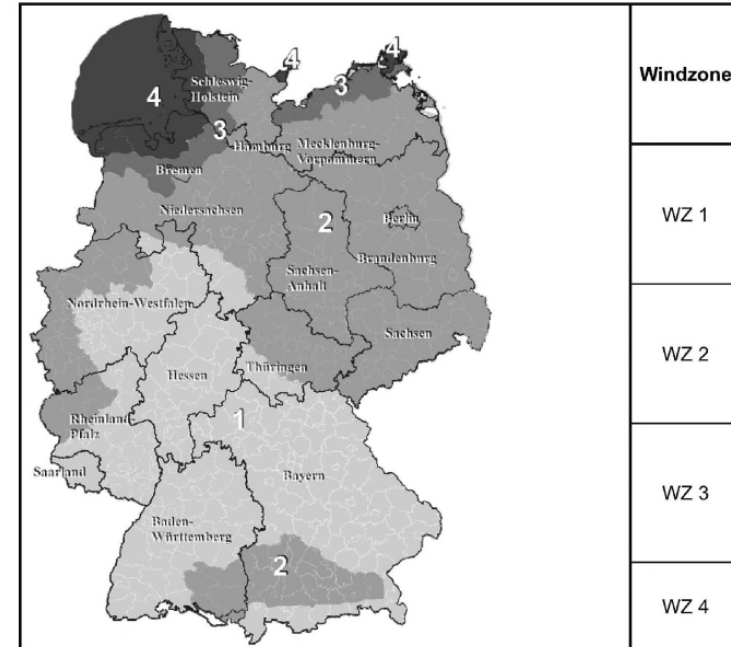 4
4
Windzone
Schleswig-
Holstein
3
4
3
Hamburg
Mecklenburg-
Vorpommern
Bremen
WZ 1
Niedersachsen
2
Berlin
Brandenburg
Sachsen-
Anhalt
Nordrhein-Westfalen
Sachsen
WZ 2
Hessen
Thüringen
1
Rheinland-
Pfalz
Saarland
Bayern
WZ 3
Baden-
Württemberg
2
WZ 4